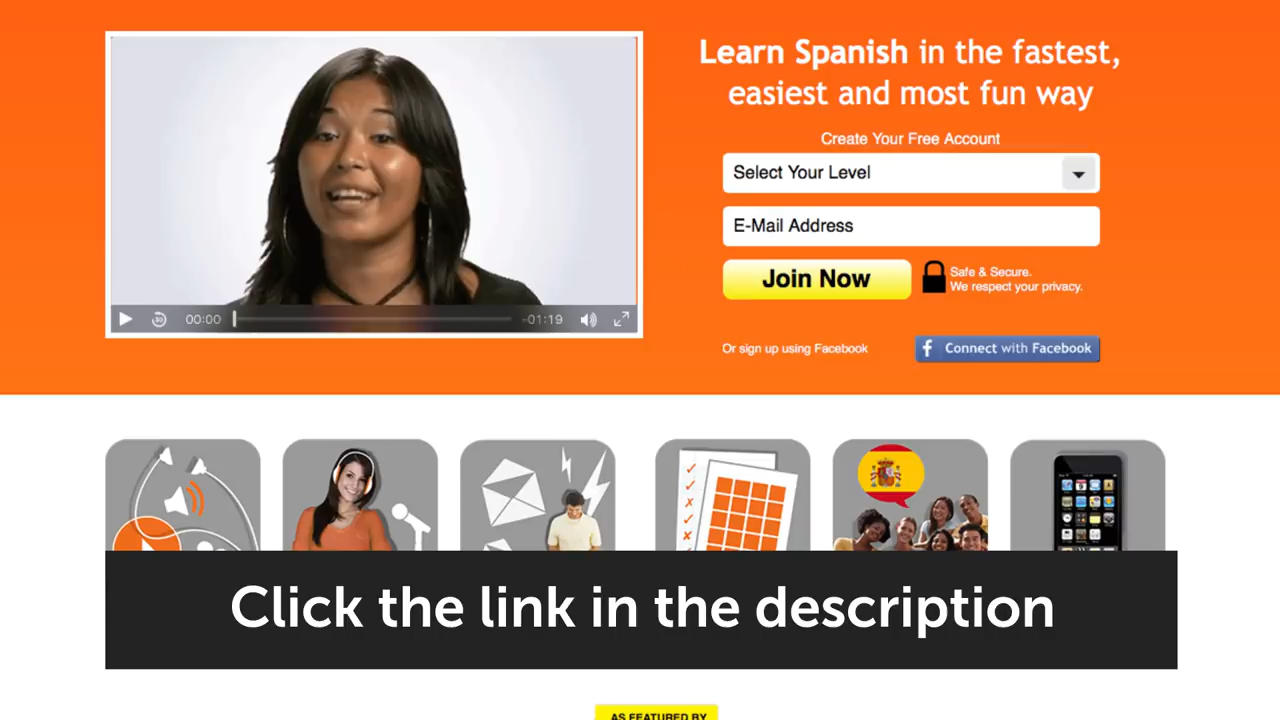 Learn Spanish in the fastest,
easiest and most fun way
Create Your Free Account
Select Your Level
E-Mail Address
Join Now
Safe & Secure.
We respect your privacy.
Or sign up using Facebook
f Connect with Facebook
30
00:00
-01:19
Click the link in the description
AS FEATURED BY